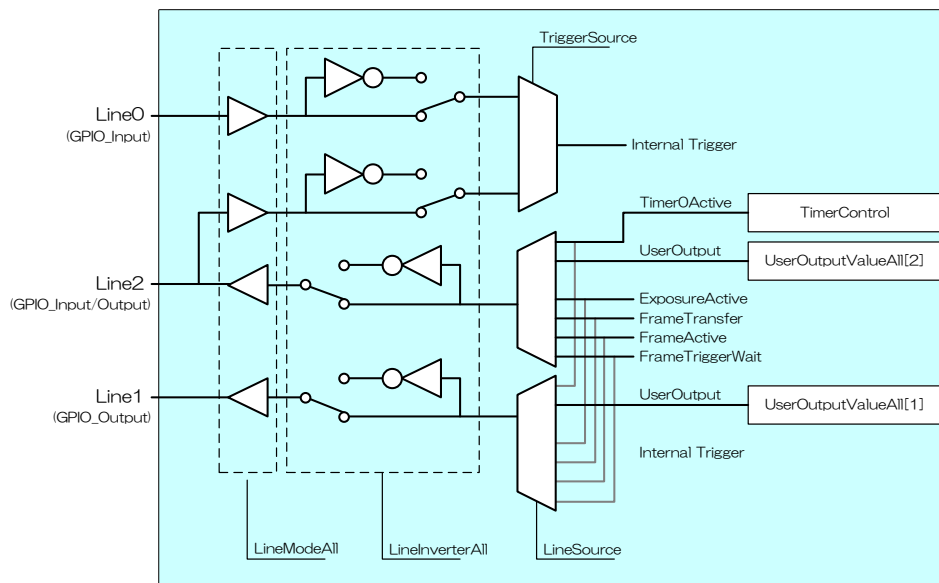 TriggerSource
Line0
(GPIO_Input)
Internal Trigger
Timer0Active
TimerControl
UserOutput
UserOutputValueAll[2]
Line2
(GPIO_Input/Output)
ExposureActive
FrameTransfer
FrameActive
FrameTriggerWait
Line1
(GPIO_Output)
UserOutput
UserOutputValueAll[1]
Internal Trigger
LineModeAll
LineInverterAll
LineSource